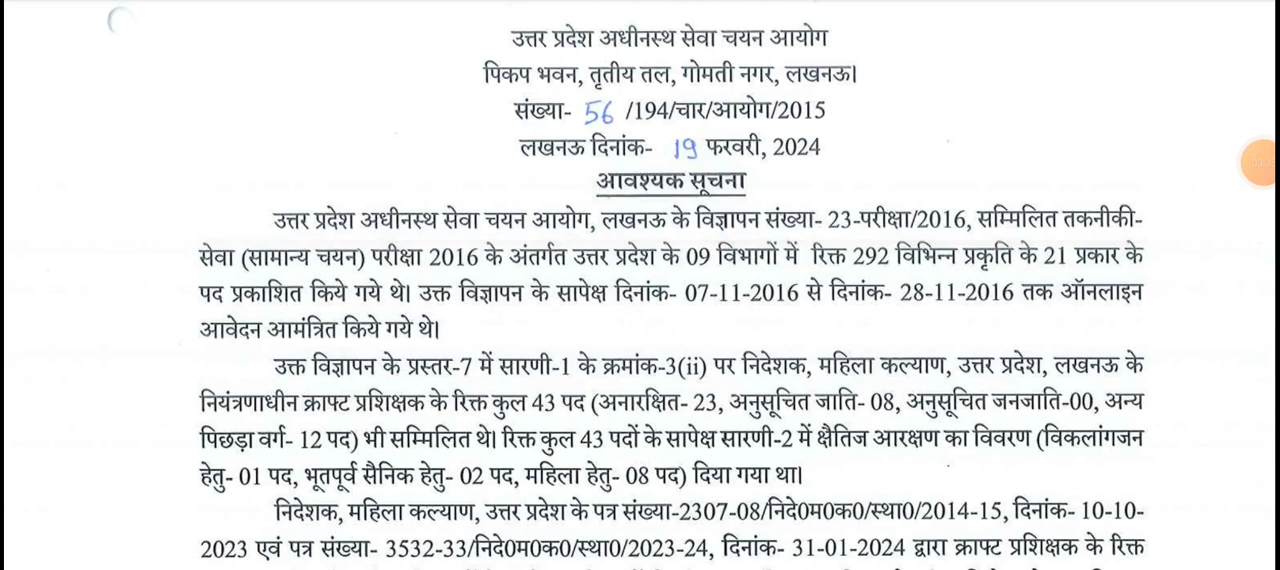 उत्तर प्रदेश अधीनस्थ सेवा चयन आयोग
पिकप भवन, तृतीय तल, गोमती नगर, लखनऊ।
संख्या- 56 /194/चार/आयोग/2015
लखनऊ दिनांक- 19 फरवरी, 2024
आवश्यक सूचना
उत्तर प्रदेश अधीनस्थ सेवा चयन आयोग, लखनऊ के विज्ञापन संख्या- 23-परीक्षा/2016, सम्मिलित तकनीकी-
सेवा (सामान्य चयन) परीक्षा 2016 के अंतर्गत उत्तर प्रदेश के 09 विभागों में रिक्त 292 विभिन्न प्रकृति के 21 प्रकार के
पद प्रकाशित किये गये थे। उक्त विज्ञापन के सापेक्ष दिनांक- 07-11-2016 से दिनांक- 28-11-2016 तक ऑनलाइन
आवेदन आमंत्रित किये गये थे।
उक्त विज्ञापन के प्रस्तर-7 में सारणी-1 के क्रमांक-3(ii) पर निदेशक, महिला कल्याण, उत्तर प्रदेश, लखनऊ के
नियंत्रणाधीन क्राफ्ट प्रशिक्षक के रिक्त कुल 43 पद (अनारक्षित- 23, अनुसूचित जाति- 08, अनुसूचित जनजाति-00, अन्य
पिछड़ा वर्ग- 12 पद) भी सम्मिलित थे। रिक्त कुल 43 पदों के सापेक्ष सारणी-2 में क्षैतिज आरक्षण का विवरण (विकलांगजन
हेतु- 01 पद, भूतपूर्व सैनिक हेतु- 02 पद, महिला हेतु- 08 पद) दिया गया था।
निदेशक, महिला कल्याण, उत्तर प्रदेश के पत्र संख्या-2307-08/निदे0म0क0/स्था0/2014-15, दिनांक- 10-10-
2023 एवं पत्र संख्या- 3532-33/निदे0म0क0/स्था0/2023-24, दिनांक- 31-01-2024 द्वारा क्राफ्ट प्रशिक्षक के रिक्त